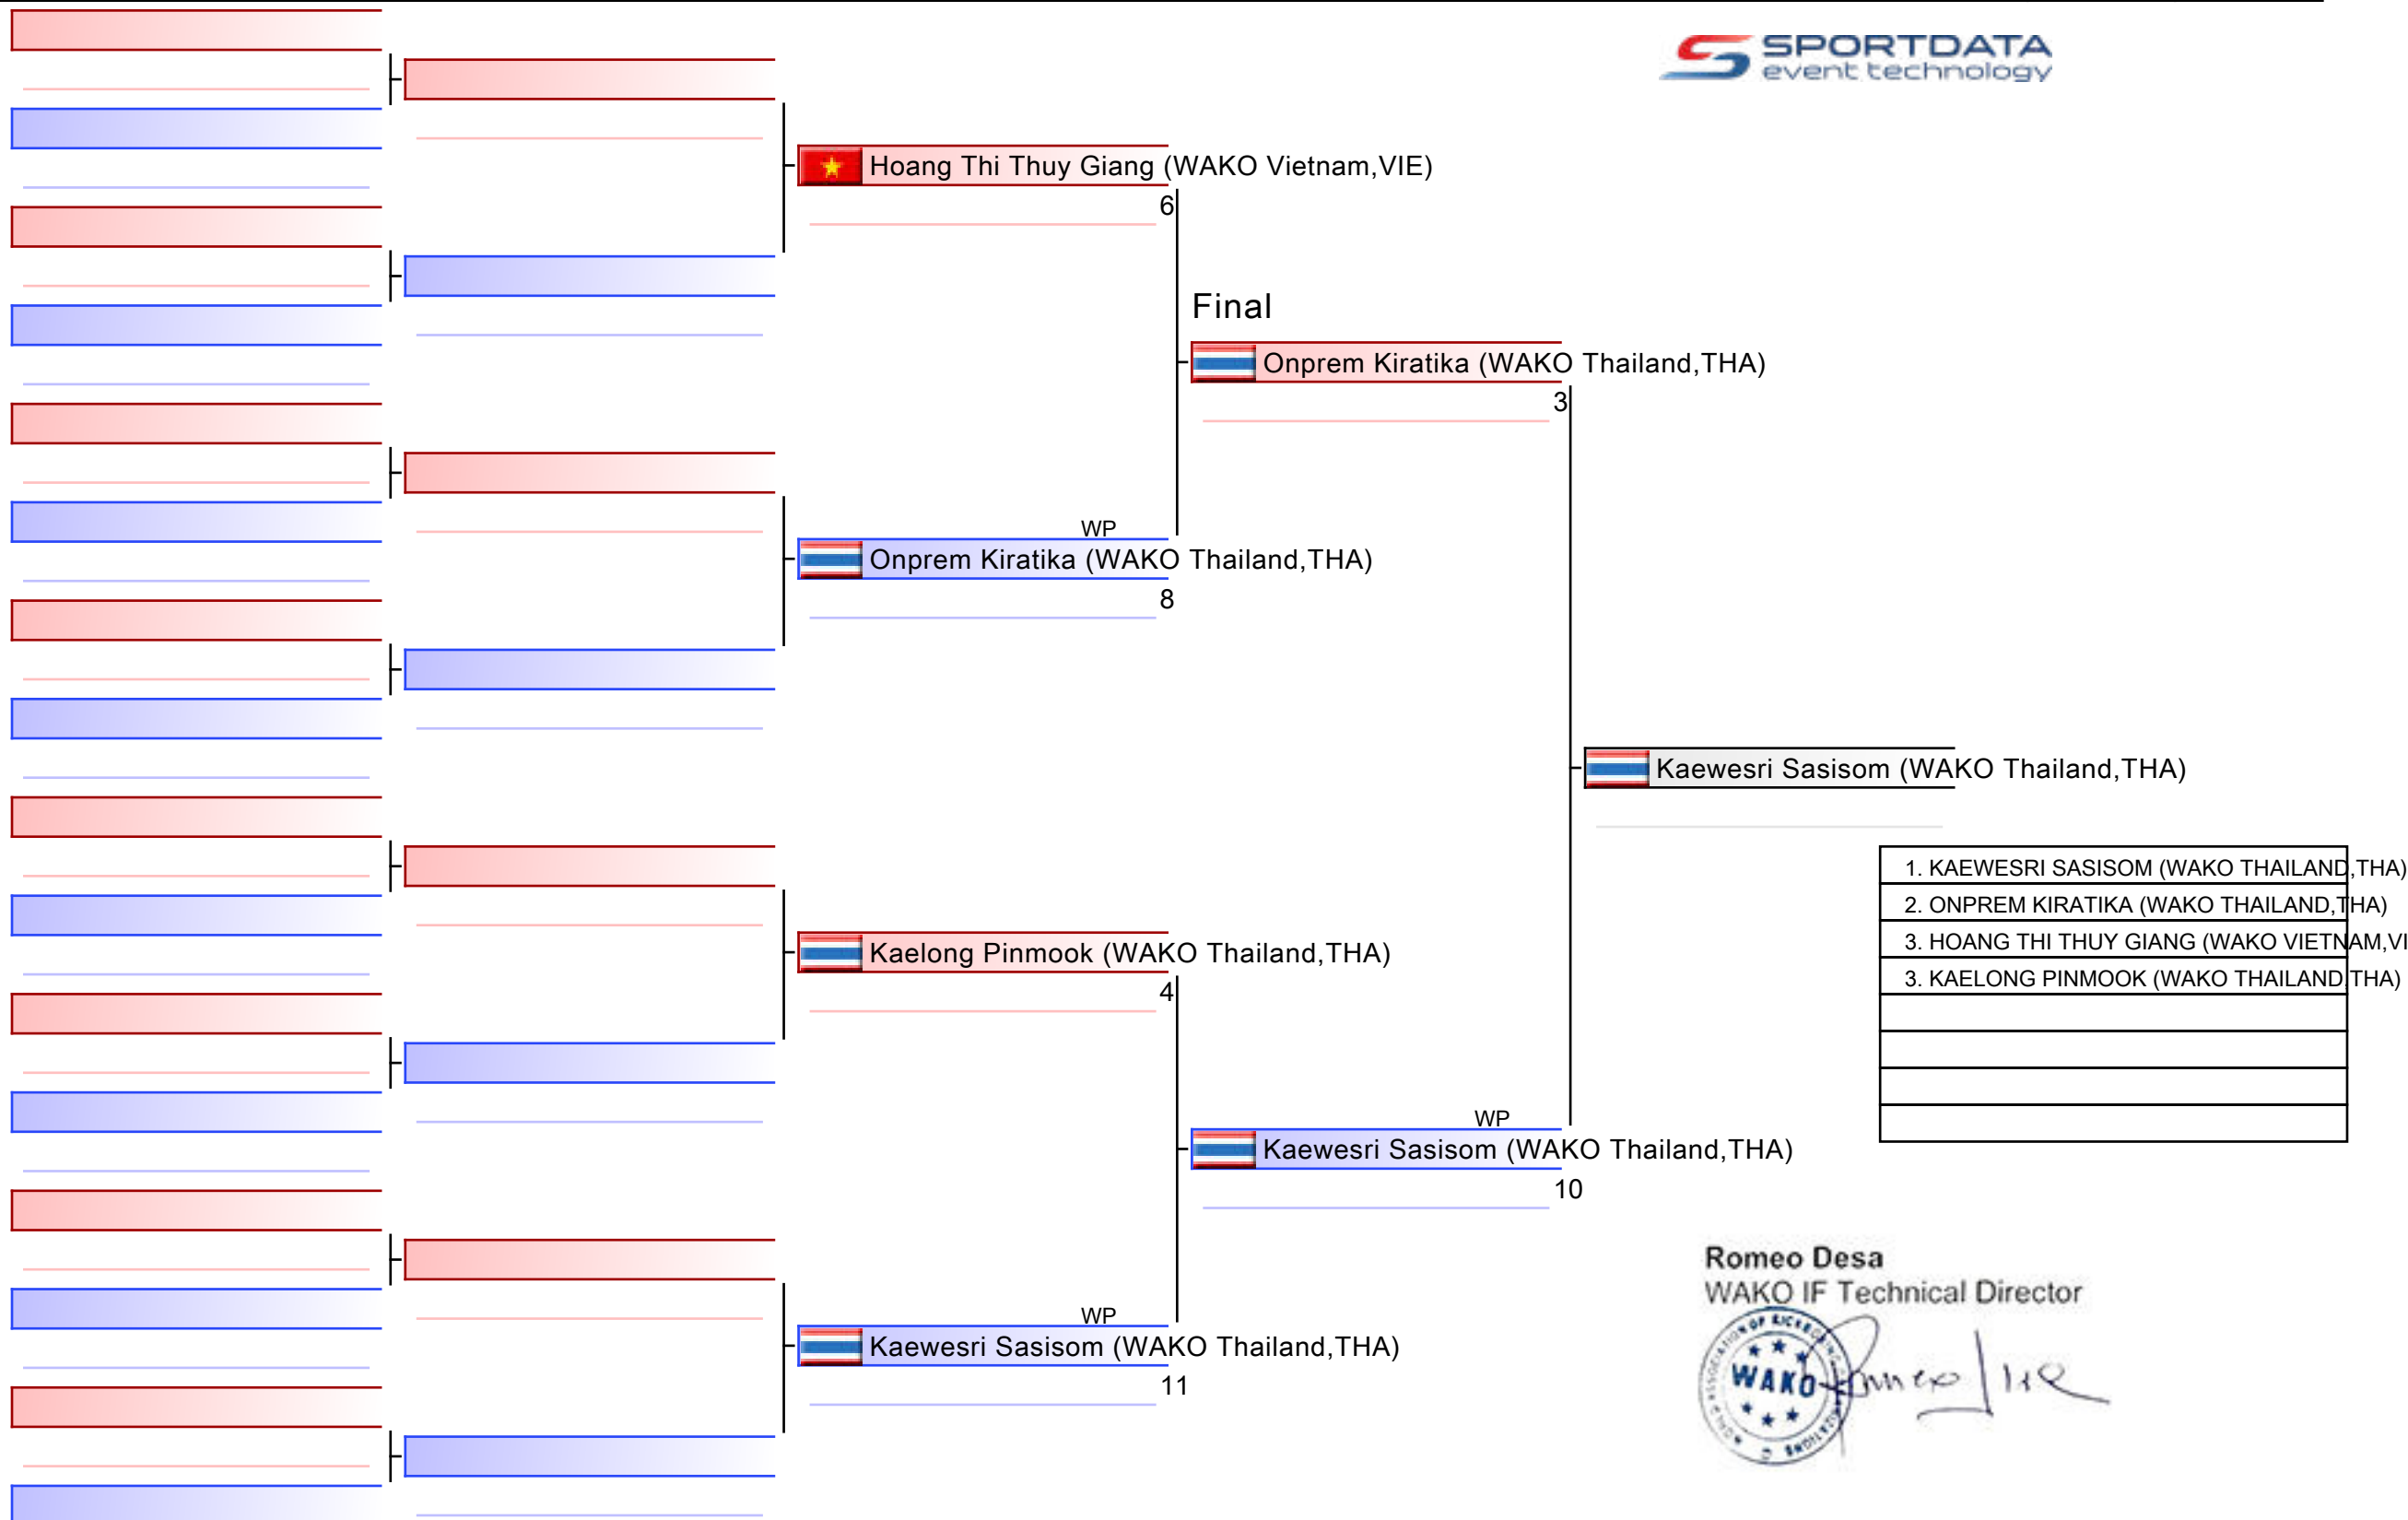 SPORTDATA
event technology
Hoang Thi Thuy Giang (WAKO Vietnam,VIE)
6
Final
Onprem Kiratika (WAKO Thailand,THA)
3
WP
Onprem Kiratika (WAKO Thailand,THA)
8
Kaewesri Sasisom (WAKO Thailand,THA)
1. KAEWESRI SASISOM (WAKO THAILAND,THA)
2. ONPREM KIRATIKA (WAKO THAILAND,THA)
3. HOANG THI THUY GIANG (WAKO VIETNAM,VI
3. KAELONG PINMOOK (WAKO THAILAND,THA)
Kaelong Pinmook (WAKO Thailand,THA)
4
WP
Kaewesri Sasisom (WAKO Thailand,THA)
10
WP
Kaewesri Sasisom (WAKO Thailand,THA)
11
Romeo Desa
WAKO IF Technical Director
WAKO